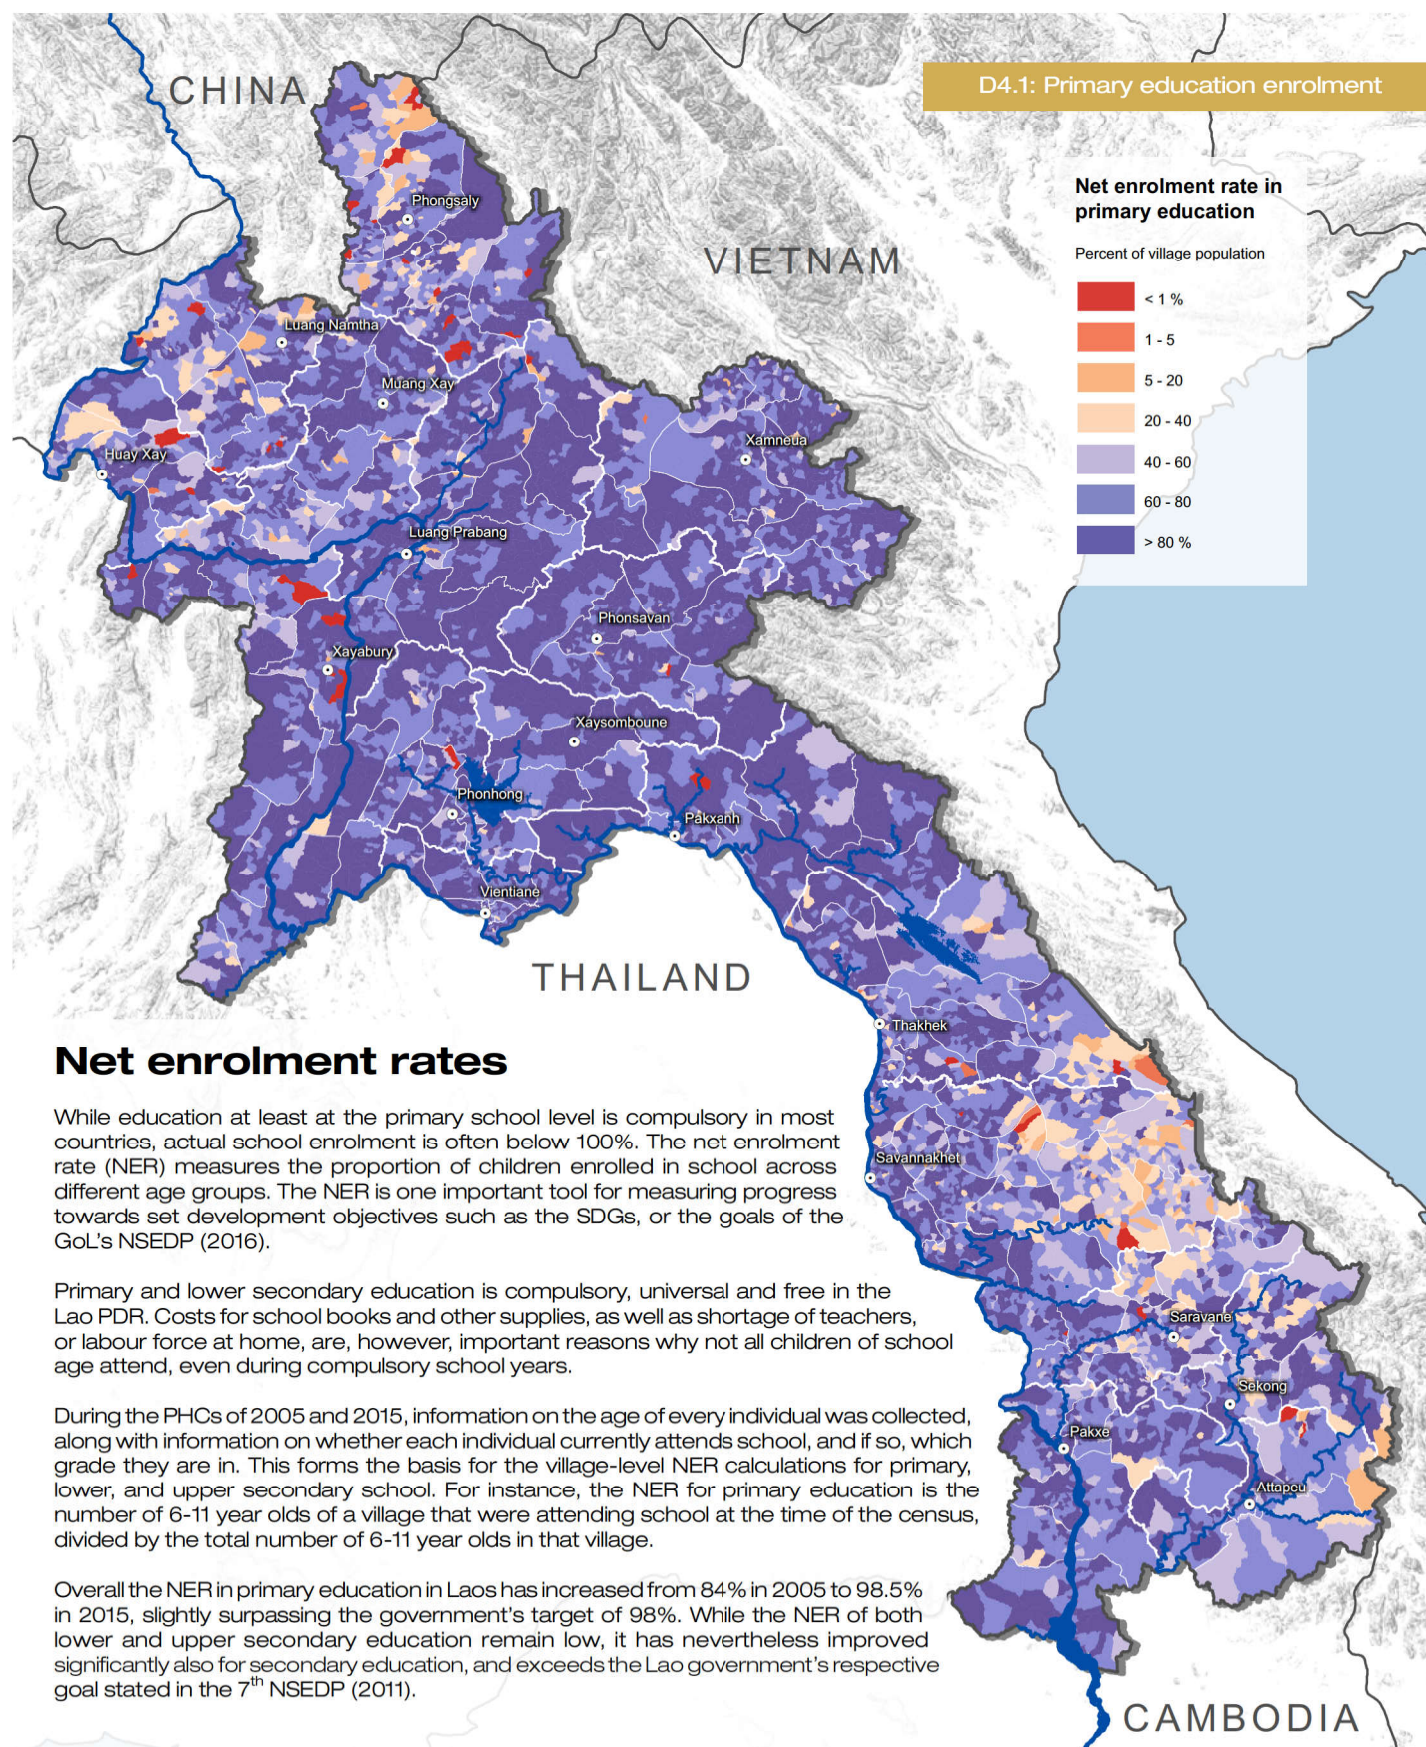 CHINA
D4.1: Primary education enrolment
Net enrolment rate in
primary education
Percent of village population
< 1 %
1 - 5
5 - 20
20 - 40
40 - 60
60 - 80
> 80 %
Phongsaly
VIETNAM
Luang Namtha
Muang Xay
Xamneua
Huay Xay
Luang Prabang
Phonsavan
Xayabury
Xaysomboune
Phonhong
Pakxanh
Vientiane
THAILAND
Thakhek
Savannakhet
Saravane
Sekong
Pakxe
Attapeu
CAMBODIA
Net enrolment rates
While education at least at the primary school level is compulsory in most
countries, actual school enrolment is often below 100%. The net enrolment
rate (NER) measures the proportion of children enrolled in school across
different age groups. The NER is one important tool for measuring progress
towards set development objectives such as the SDGs, or the goals of the
GoL's NSEDP (2016).
Primary and lower secondary education is compulsory, universal and free in the
Lao PDR. Costs for school books and other supplies, as well as shortage of teachers,
or labour force at home, are, however, important reasons why not all children of school
age attend, even during compulsory school years.
During the PHCs of 2005 and 2015, information on the age of every individual was collected,
along with information on whether each individual currently attends school, and if so, which
grade they are in. This forms the basis for the village-level NER calculations for primary,
lower, and upper secondary school. For instance, the NER for primary education is the
number of 6-11 year olds of a village that were attending school at the time of the census,
divided by the total number of 6-11 year olds in that village.
Overall the NER in primary education in Laos has increased from 84% in 2005 to 98.5%
in 2015, slightly surpassing the government's target of 98%. While the NER of both
lower and upper secondary education remain low, it has nevertheless improved
significantly also for secondary education, and exceeds the Lao government's respective
goal stated in the 7th NSEDP (2011).